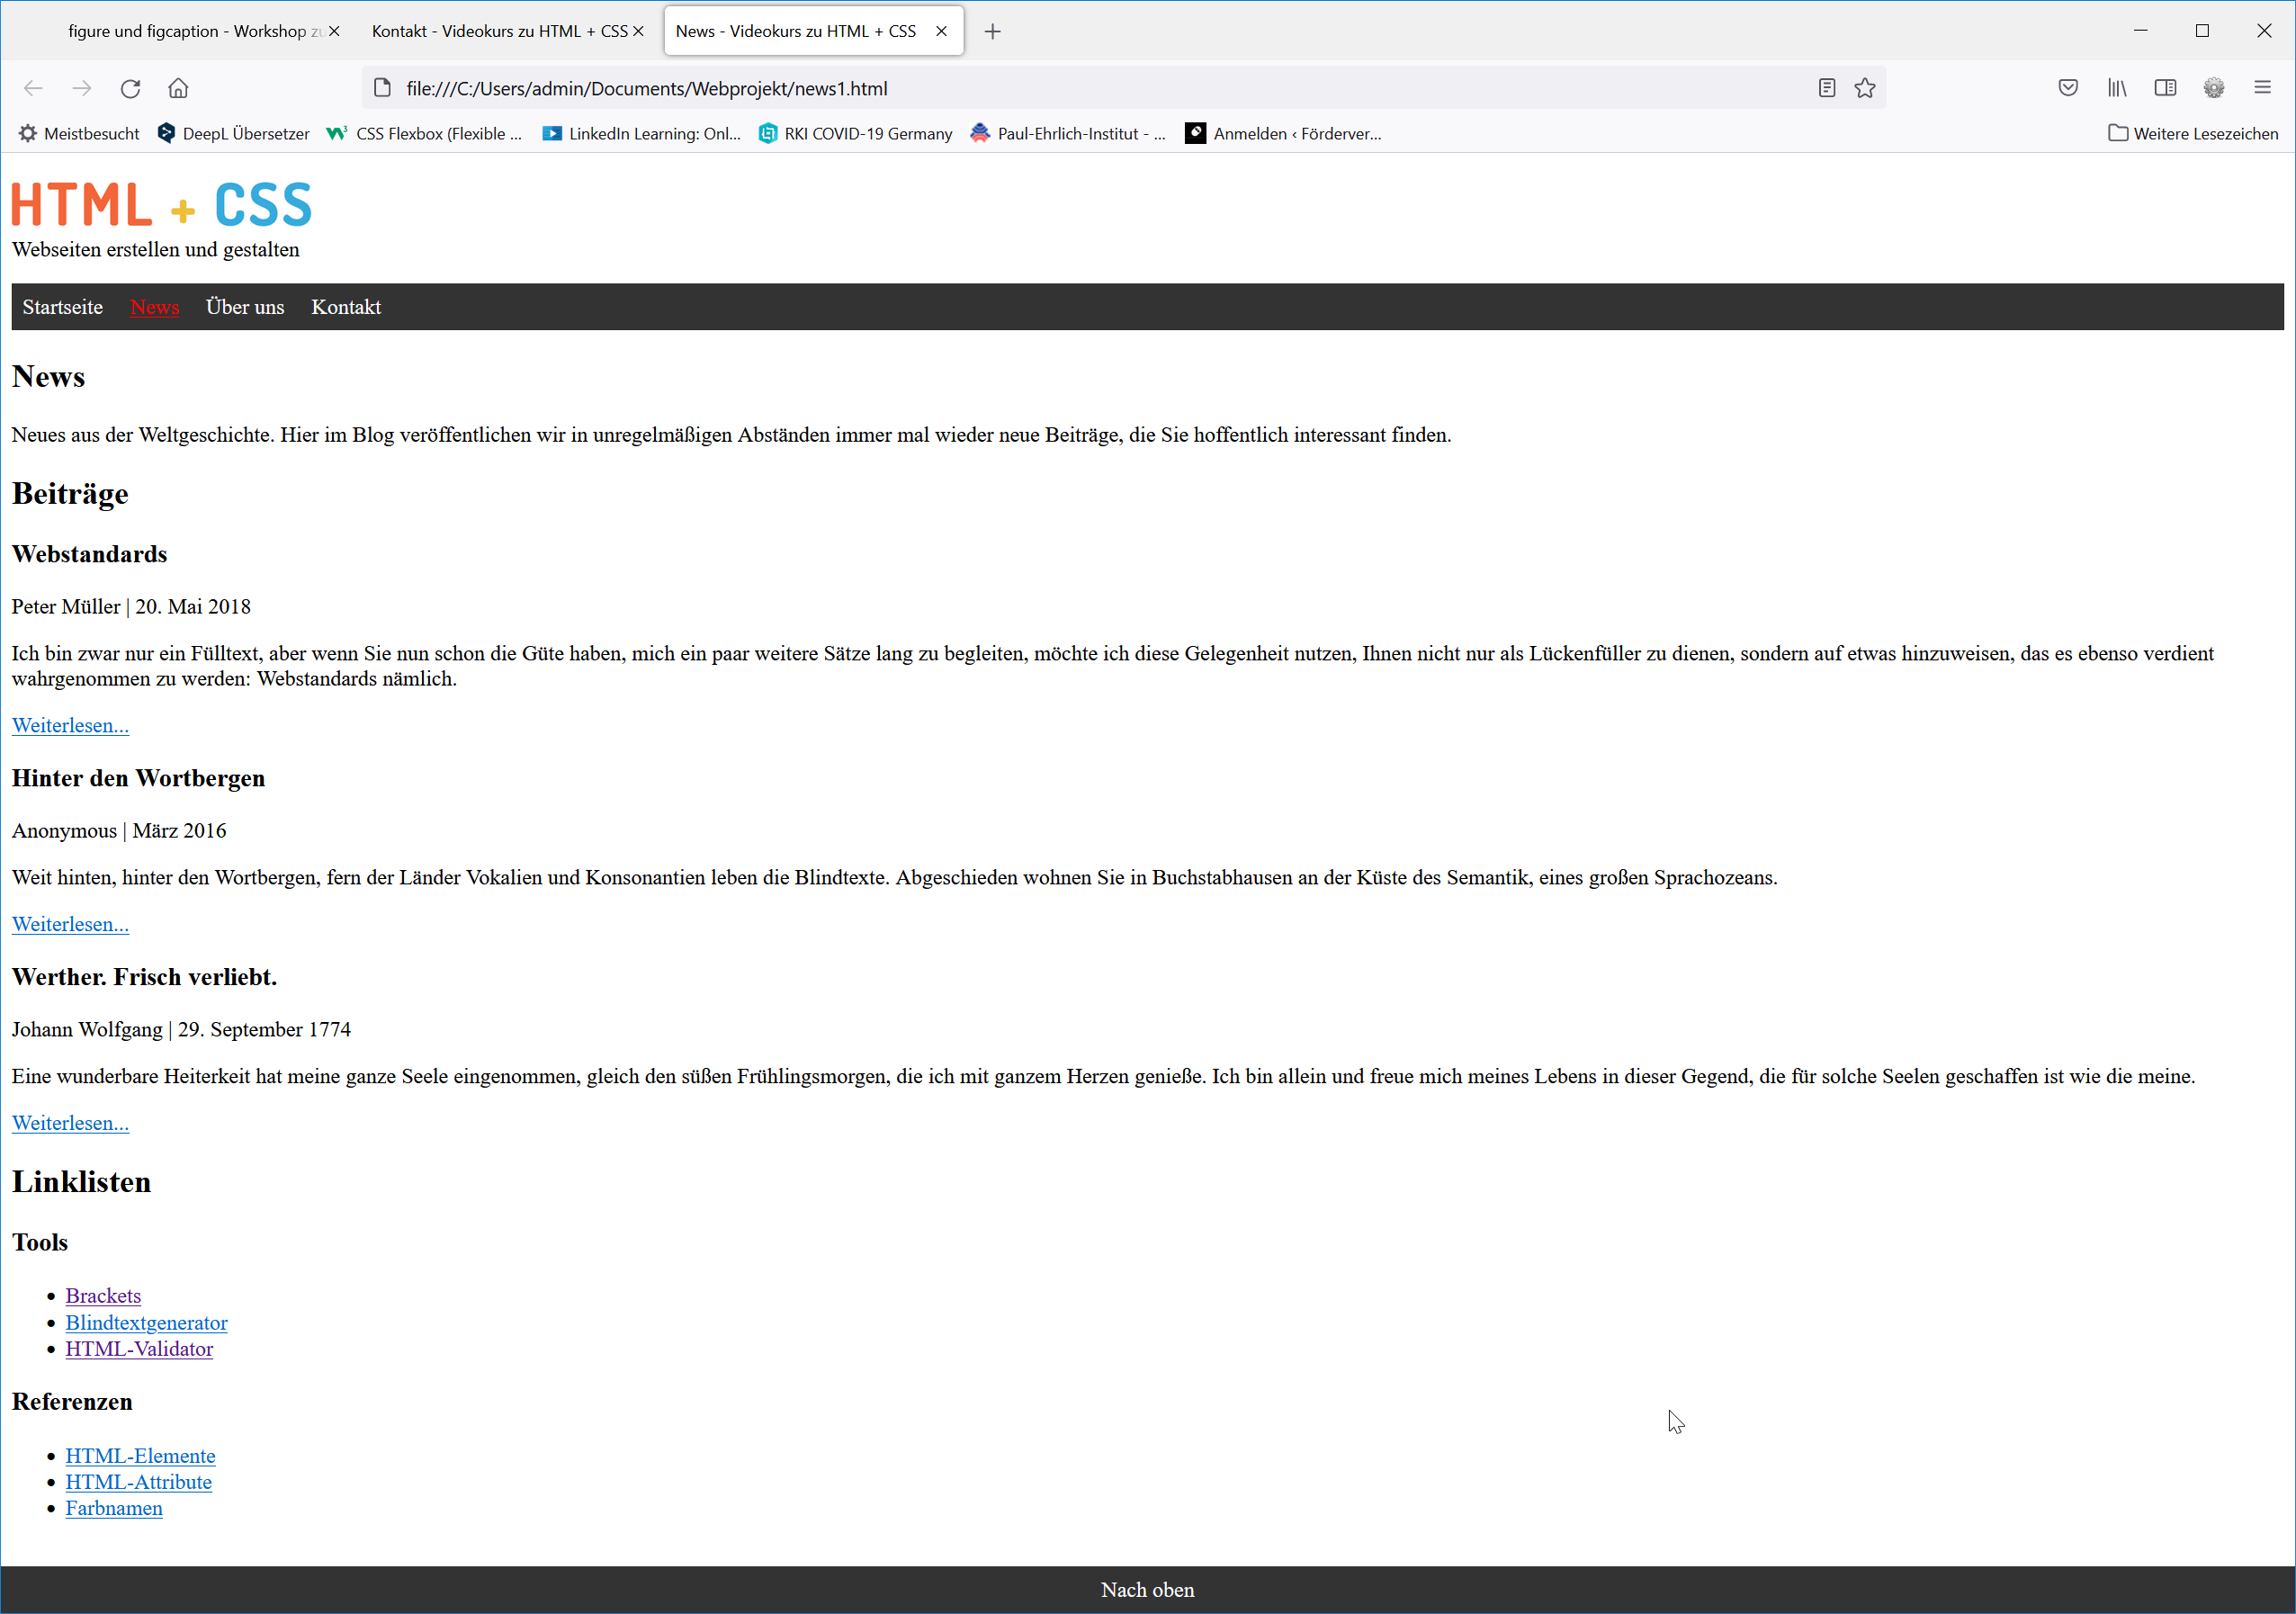 figure und figcaption - Workshop zu
Kontakt - Videokurs zu HTML + CSS
News - Videokurs zu HTML + CSS
file:///C:/Users/admin/Documents/Webprojekt/news1.html
Meistbesucht DeepL Übersetzer CSS Flexbox (Flexible ... LinkedIn Learning: Onl... RKI COVID-19 Germany Paul-Ehrlich-Institut - ... Anmelden ‹ Förderver... Weitere Lesezeichen
HTML + CSS
Webseiten erstellen und gestalten
Startseite News Über uns Kontakt
News
Neues aus der Weltgeschichte. Hier im Blog veröffentlichen wir in unregelmäßigen Abständen immer mal wieder neue Beiträge, die Sie hoffentlich interessant finden.
Beiträge
Webstandards
Peter Müller | 20. Mai 2018
Ich bin zwar nur ein Fülltext, aber wenn Sie nun schon die Güte haben, mich ein paar weitere Sätze lang zu begleiten, möchte ich diese Gelegenheit nutzen, Ihnen nicht nur als Lückenfüller zu dienen, sondern auf etwas hinzuweisen, das es ebenso verdient
wahrgenommen zu werden: Webstandards nämlich.
Weiterlesen...
Hinter den Wortbergen
Anonymous | März 2016
Weit hinten, hinter den Wortbergen, fern der Länder Vokalien und Konsonantien leben die Blindtexte. Abgeschieden wohnen Sie in Buchstabhausen an der Küste des Semantik, eines großen Sprachozeans.
Weiterlesen...
Werther. Frisch verliebt.
Johann Wolfgang | 29. September 1774
Eine wunderbare Heiterkeit hat meine ganze Seele eingenommen, gleich den süßen Frühlingsmorgen, die ich mit ganzem Herzen genieße. Ich bin allein und freue mich meines Lebens in dieser Gegend, die für solche Seelen geschaffen ist wie die meine.
Weiterlesen...
Linklisten
Tools
Brackets
Blindtextgenerator
HTML-Validator
Referenzen
HTML-Elemente
HTML-Attribute
Farbnamen
Nach oben